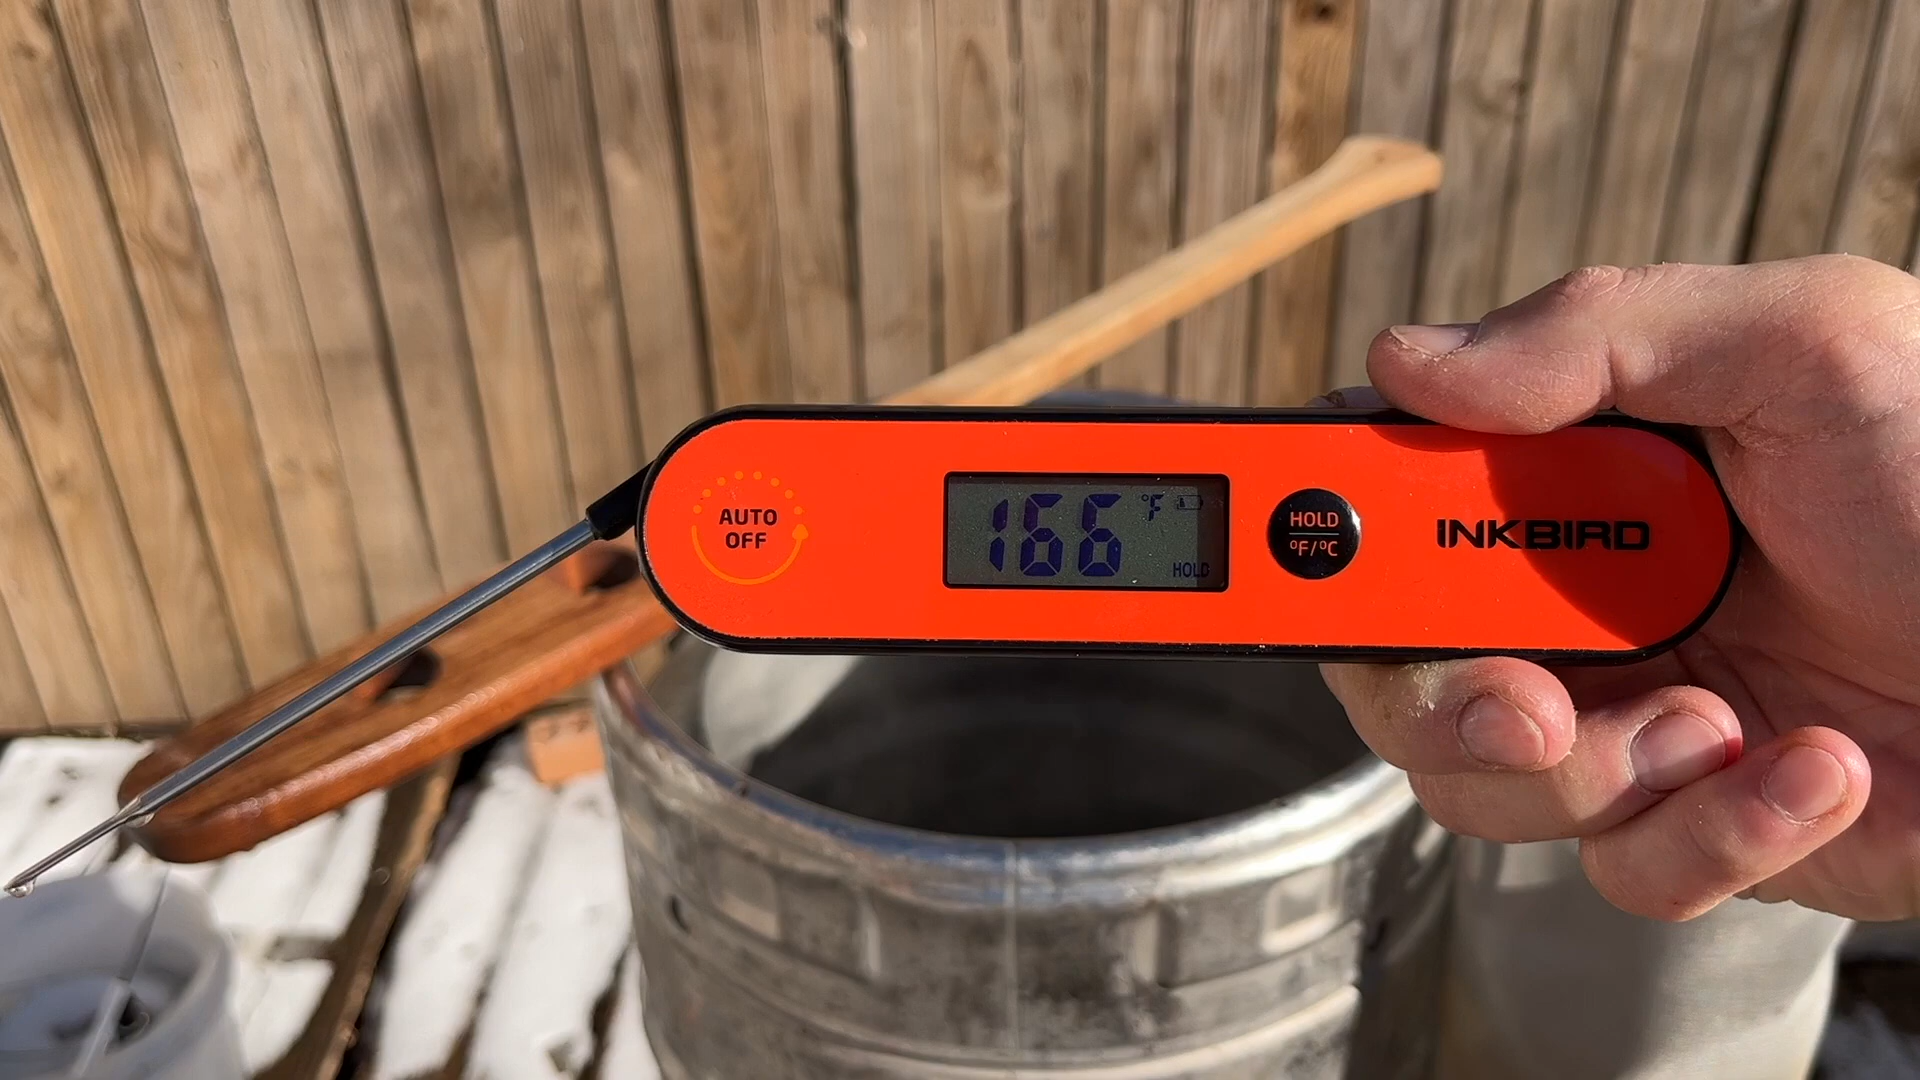 AUTO
OFF
166 °F
HOLD
HOLD
°F/°C
INKBIRD